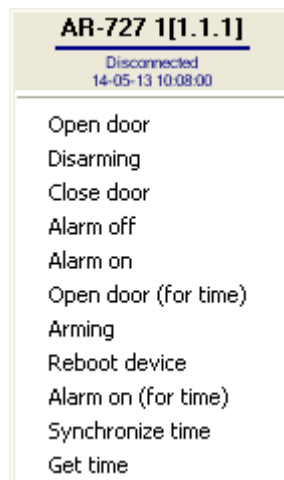 AR-727 1[1.1.1]
Disconnected
14-05-13 10:08:00
Open door
Disarming
Close door
Alarm off
Alarm on
Open door (for time)
Arming
Reboot device
Alarm on (for time)
Synchronize time
Get time